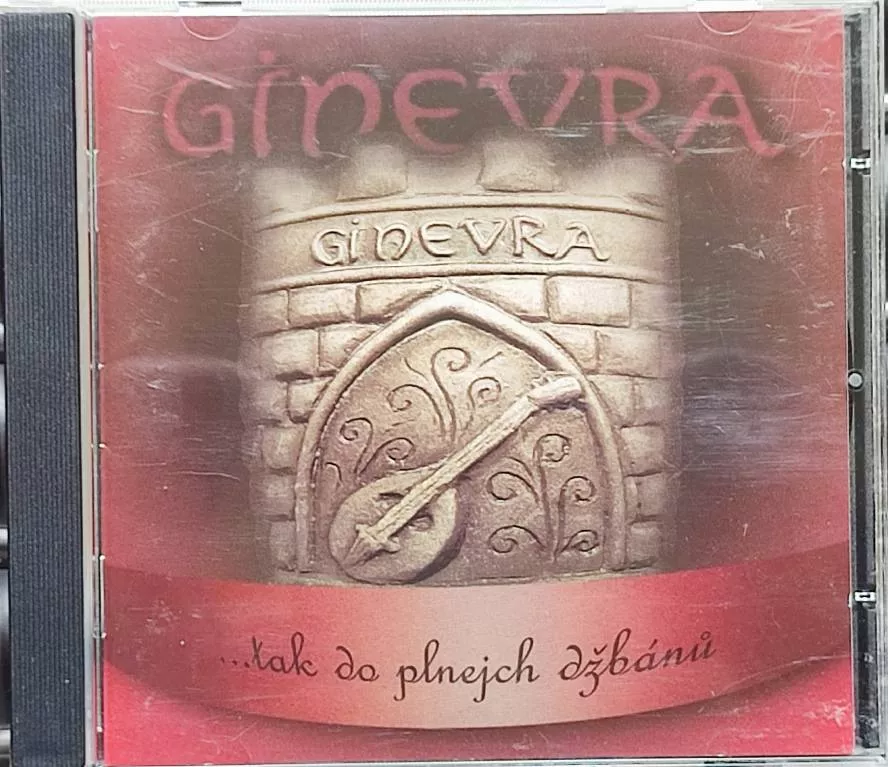 GiNEVRA
GiNEVRA
...tak do plnejch džbánů